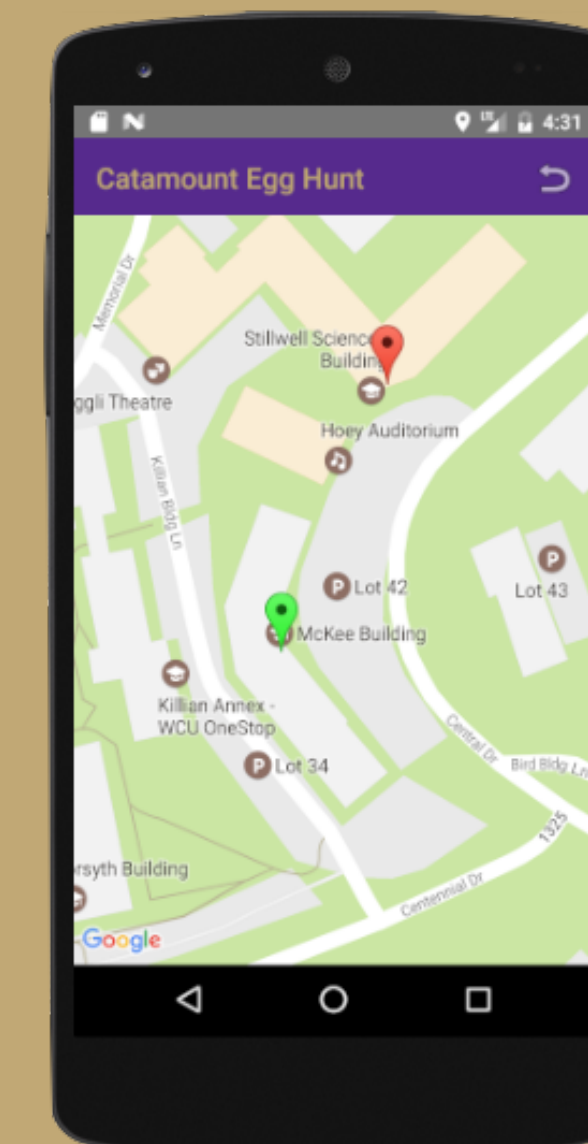 LTE 4:31
Catamount Egg Hunt
Memorial Dr
Stillwell Scienc
Building
ggli Theatre
Hoey Auditorium
Killian Bldg Ln
P
Lot 42
P
Lot 43
McKee Building
Killian Annex -
WCU OneStop
P Lot 34
Central Dr
Bird Bldg Ln
1325
rsyth Building
Centennial Dr
Google